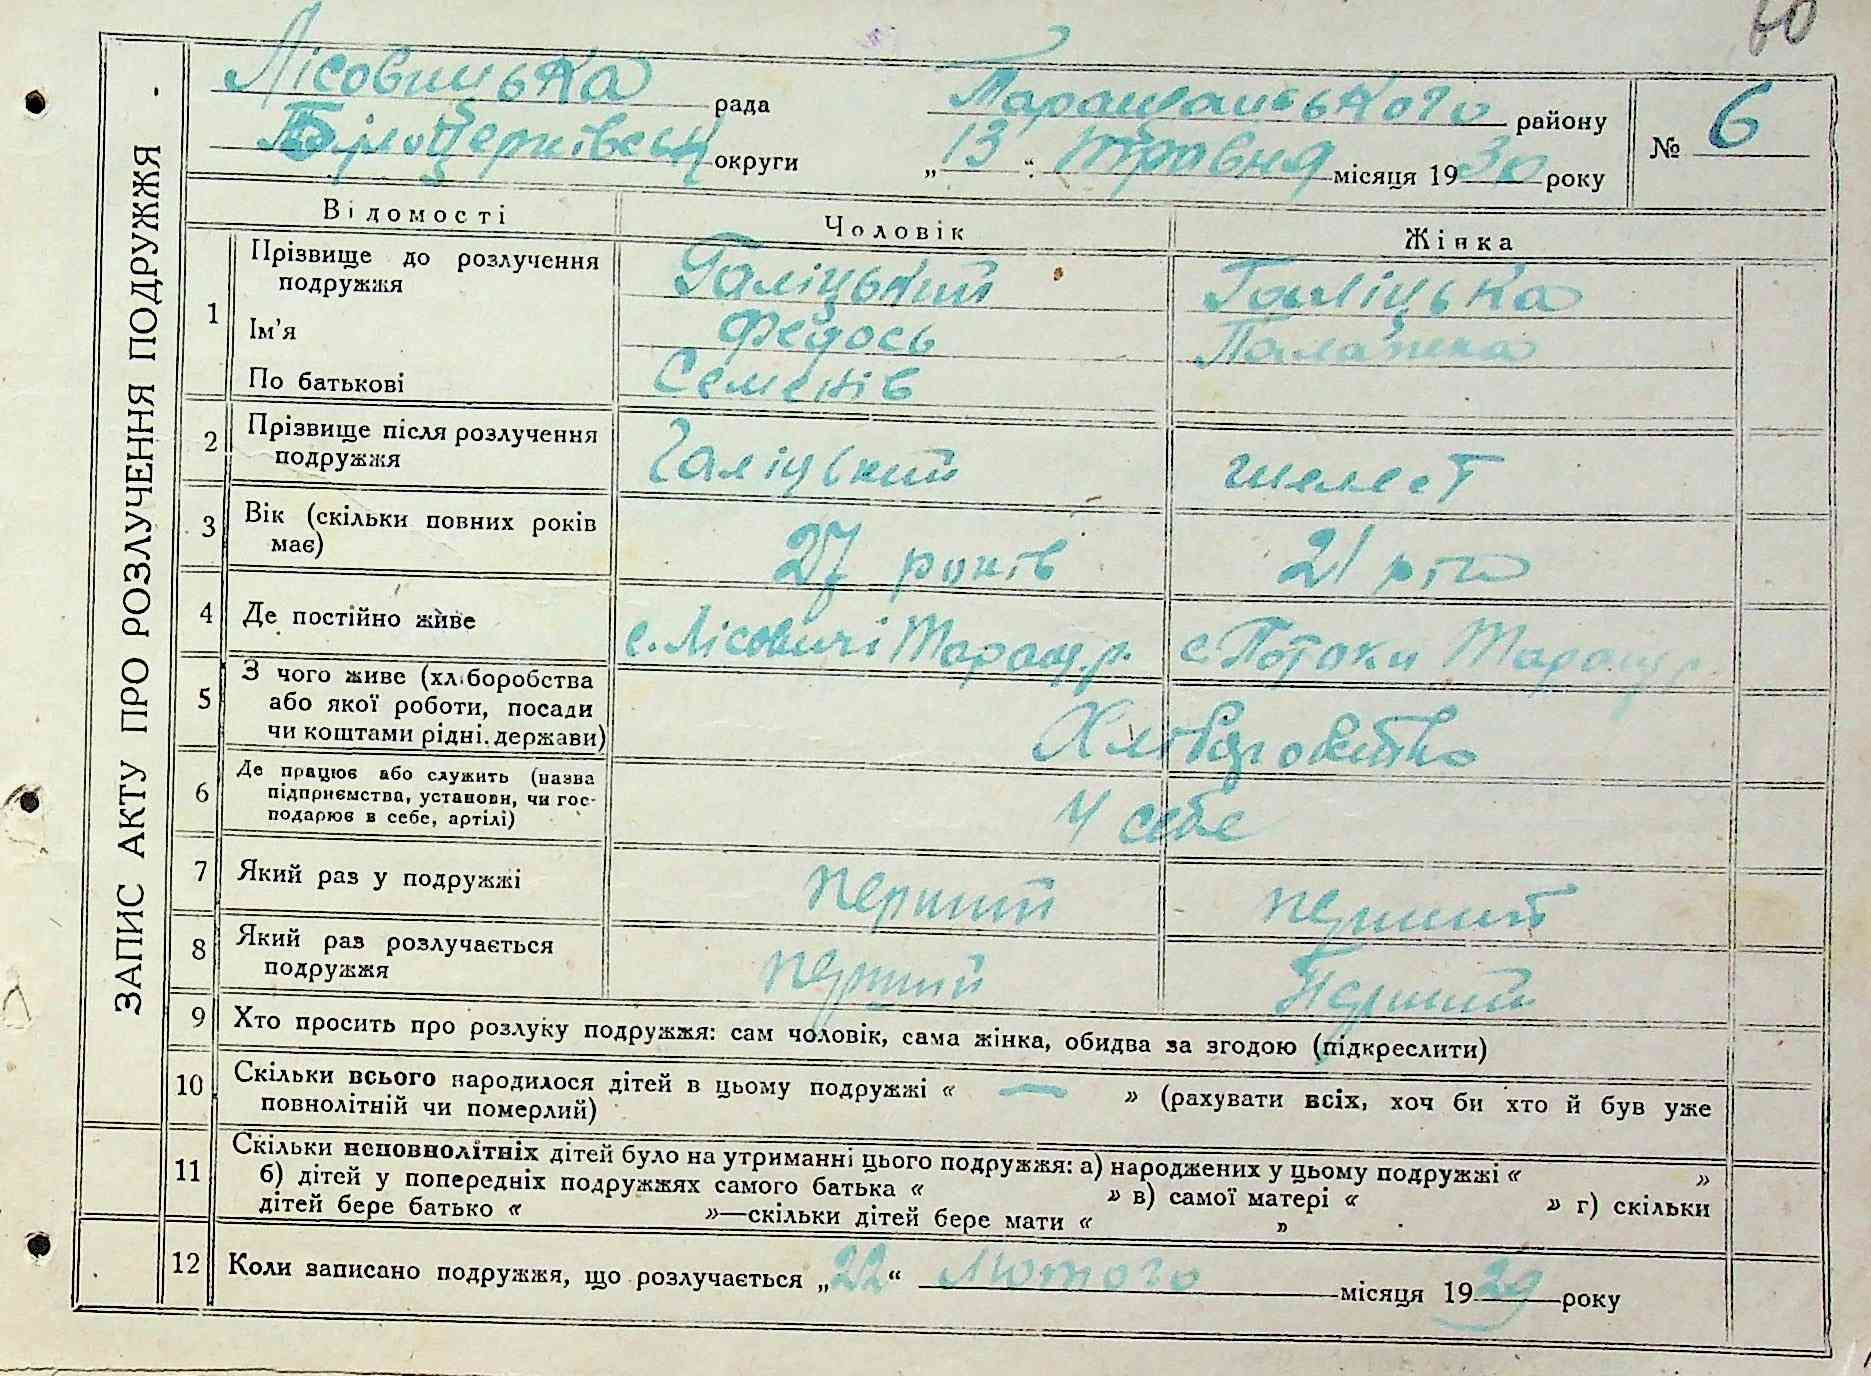 60
ЗАПИС АКТУ ПРО РОЗЛУЧЕННЯ ПОДРУЖЖЯ
Лісовицька рада Таращанського району № 6
Білоцерківськ округи „13“ травня місяця 1930 року
Відомості Чоловік Жінка
1 Прізвище до розлучення подружжя Галіцький Галіцька
Ім’я Федось Палажка
По батькові Семенів
2 Прізвище після розлучення подружжя Галіцький Шелест
3 Вік (скільки повних років має) 27 років 21 рік
4 Де постійно живе с. Лісовичі Таращ. р. с. Потоки Таращ. р.
5 З чого живе (хліборобства
або якої роботи, посади
чи коштами рідні, держави)
6 Де працює або служить (назва
підприємства, установи, чи гос-
подарює в себе, артілі) У себе
7 Який раз у подружжі перший перший
8 Який раз розлучається подружжя перший Перший
9 Хто просить про розлуку подружжя: сам чоловік, сама жінка, обидва за згодою (підкреслити)
10 Скільки всього народилося дітей в цьому подружжі « — » (рахувати всіх, хоч би хто й був уже
повнолітній чи померлий)
11 Скільки неповнолітніх дітей було на утриманні цього подружжя: а) народжених у цьому подружжі « »
б) дітей у попередніх подружжях самого батька « » в) самої матері « » г) скільки
дітей бере батько « »—скільки дітей бере мати « »
12 Коли записано подружжя, що розлучається „22“ лютого місяця 1929 року